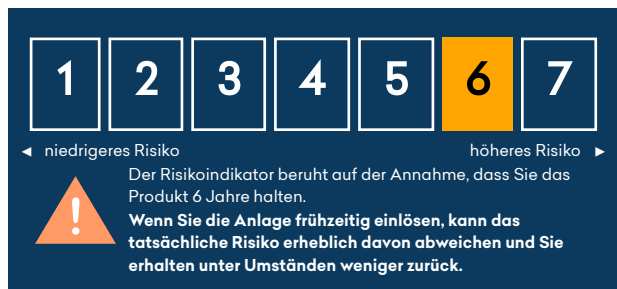 1 2 3 4 5 6 7
◄ niedrigeres Risiko höheres Risiko ►
Der Risikoindikator beruht auf der Annahme, dass Sie das
Produkt 6 Jahre halten.
Wenn Sie die Anlage frühzeitig einlösen, kann das
tatsächliche Risiko erheblich davon abweichen und Sie
erhalten unter Umständen weniger zurück.